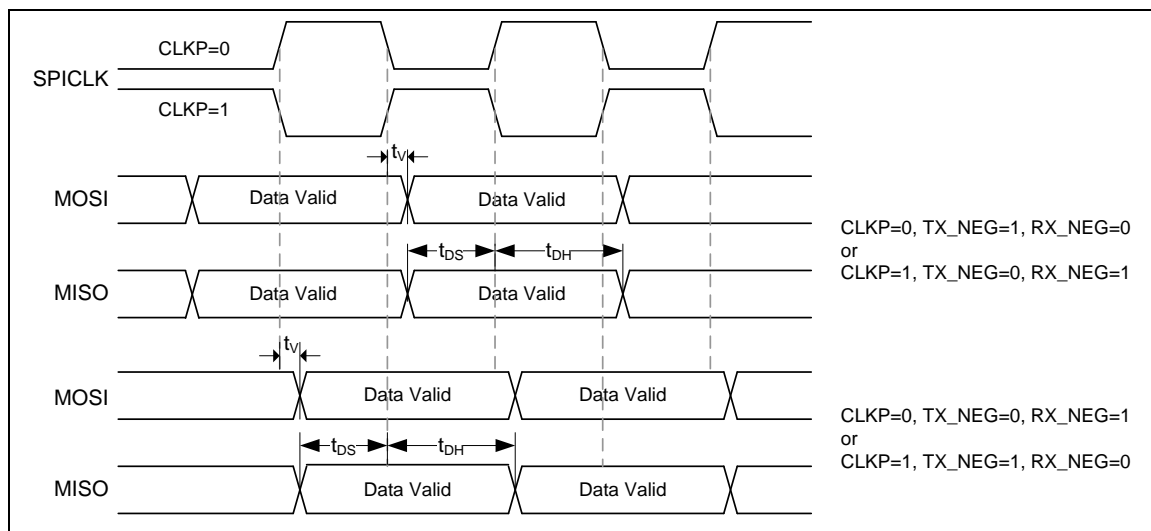 CLKP=0
SPICLK
CLKP=1
tV
MOSI
Data Valid
Data Valid
CLKP=0, TX_NEG=1, RX_NEG=0
or
CLKP=1, TX_NEG=0, RX_NEG=1
tDS
tDH
MISO
Data Valid
Data Valid
tV
MOSI
Data Valid
Data Valid
CLKP=0, TX_NEG=0, RX_NEG=1
or
CLKP=1, TX_NEG=1, RX_NEG=0
tDS
tDH
MISO
Data Valid
Data Valid